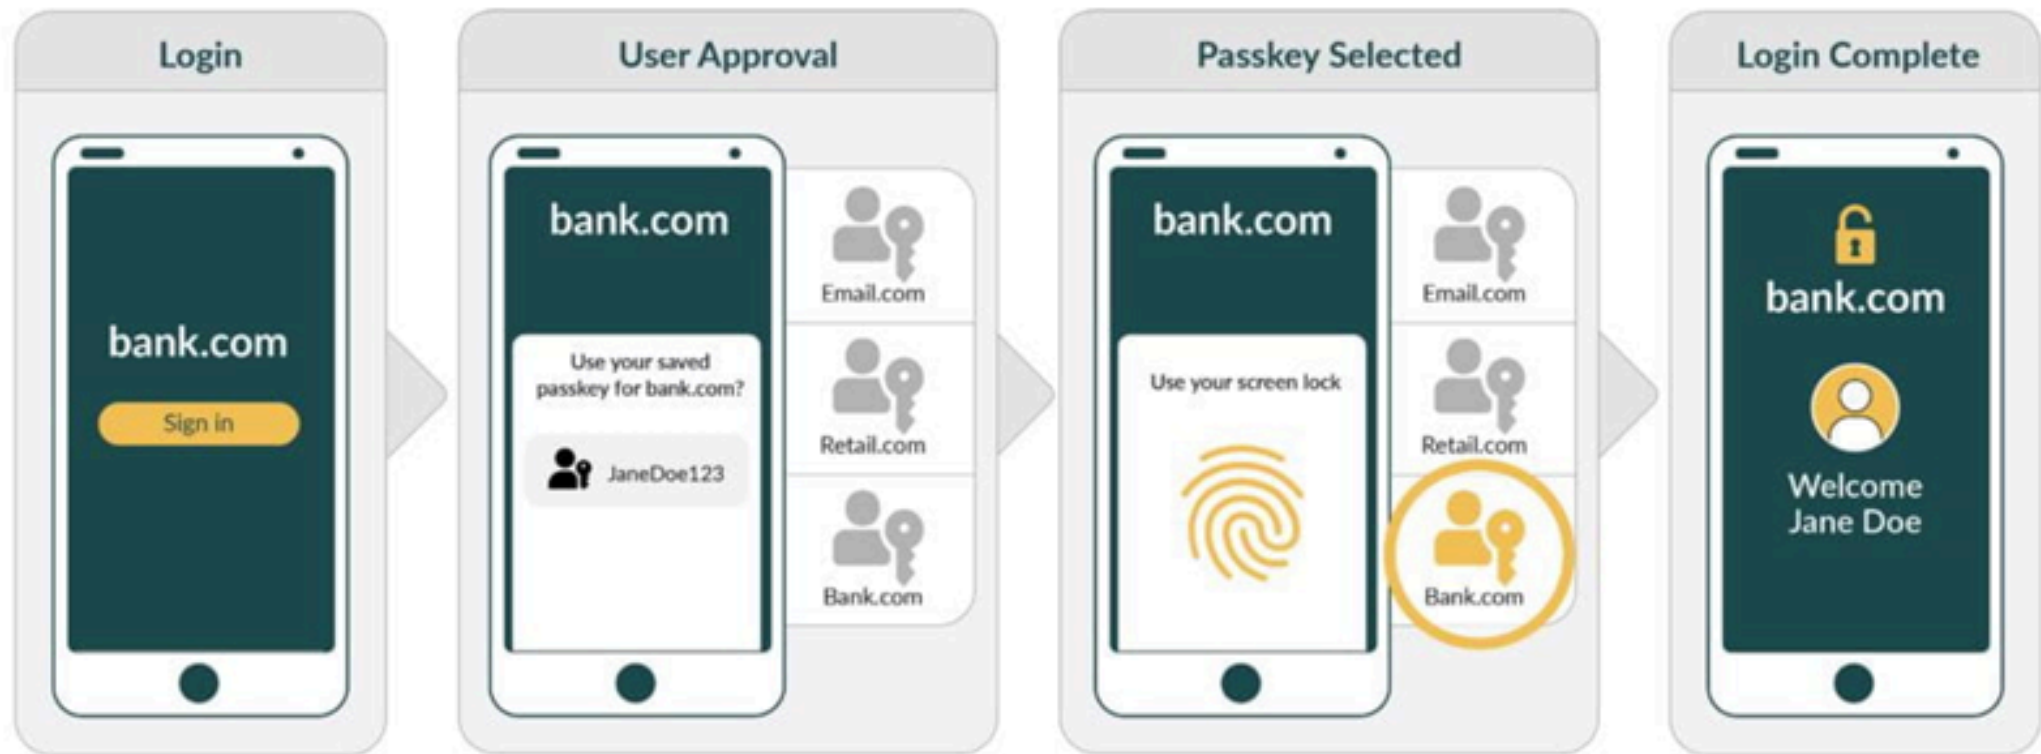 Login
bank.com
Sign in
User Approval
bank.com
Use your saved
passkey for bank.com?
JaneDoe123
Email.com
Retail.com
Bank.com
Passkey Selected
bank.com
Use your screen lock
Email.com
Retail.com
Bank.com
Login Complete
bank.com
Welcome
Jane Doe